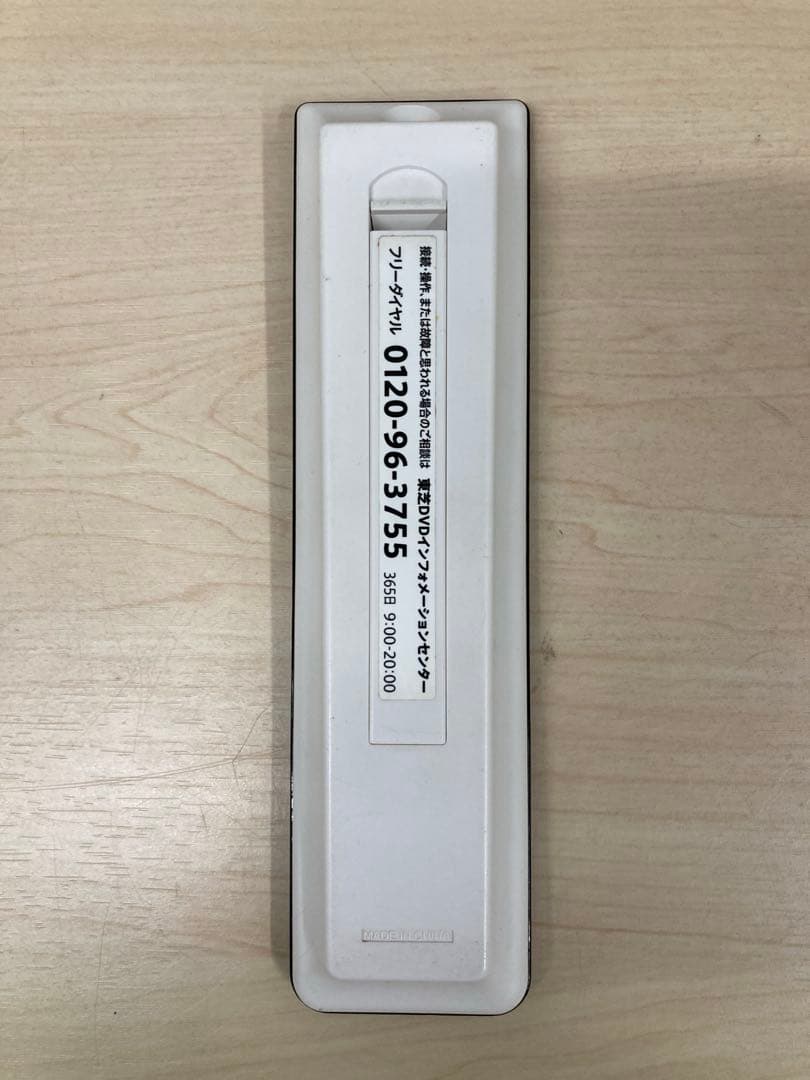 接続・操作、または故障と思われる場合のご相談は 東芝DVDインフォメーションセンター
フリーダイヤル 0120-96-3755 365日 9:00-20:00
MADE IN CHINA